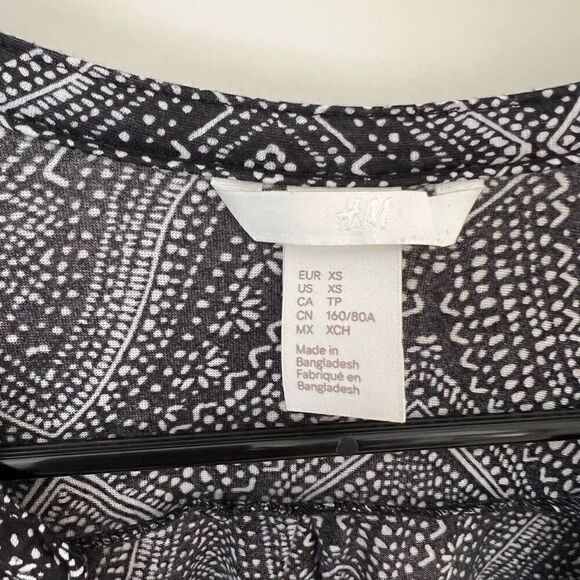 H&M
EUR XS
US XS
CA TP
CN 160/80A
MX XCH
Made in
Bangladesh
Fabriqué en
Bangladesh